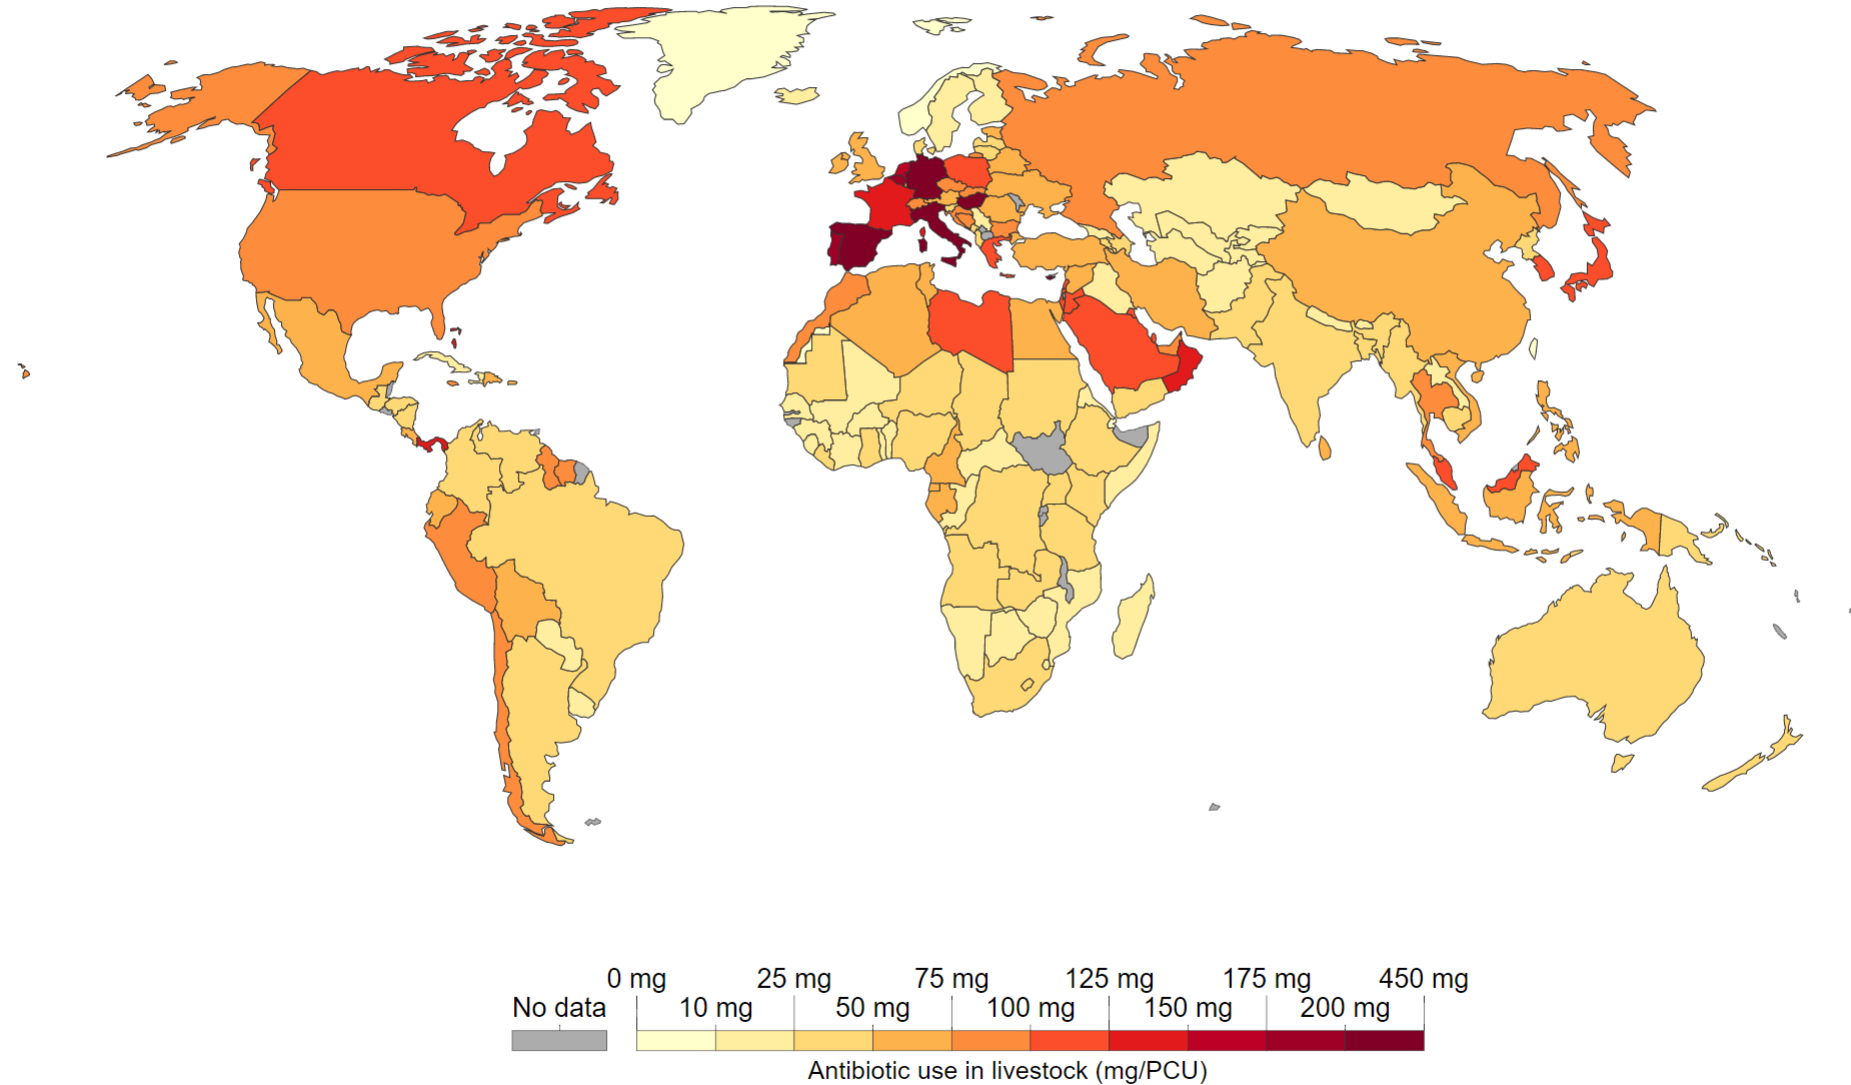 0 mg 25 mg 75 mg 125 mg 175 mg 450 mg
No data 10 mg 50 mg 100 mg 150 mg 200 mg
Antibiotic use in livestock (mg/PCU)